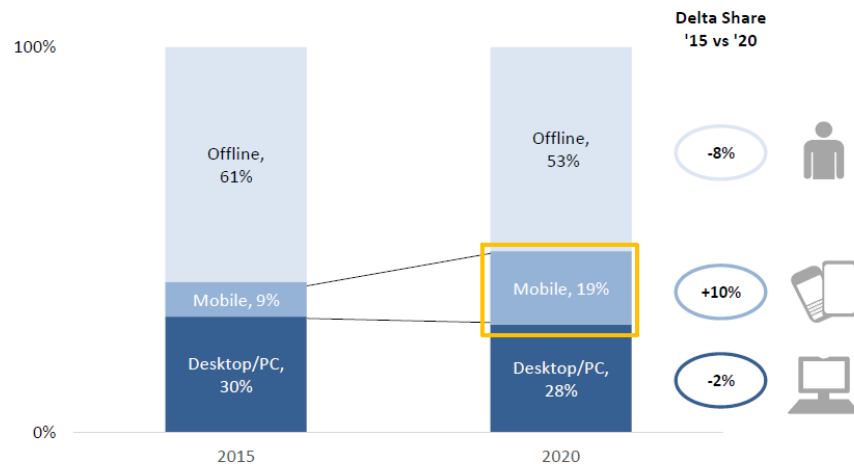 Delta Share
'15 vs '20
100%
Offline,
61%
Offline,
53%
-8%
Mobile, 9%
Mobile, 19%
+10%
Desktop/PC,
30%
Desktop/PC,
28%
-2%
0%
2015
2020